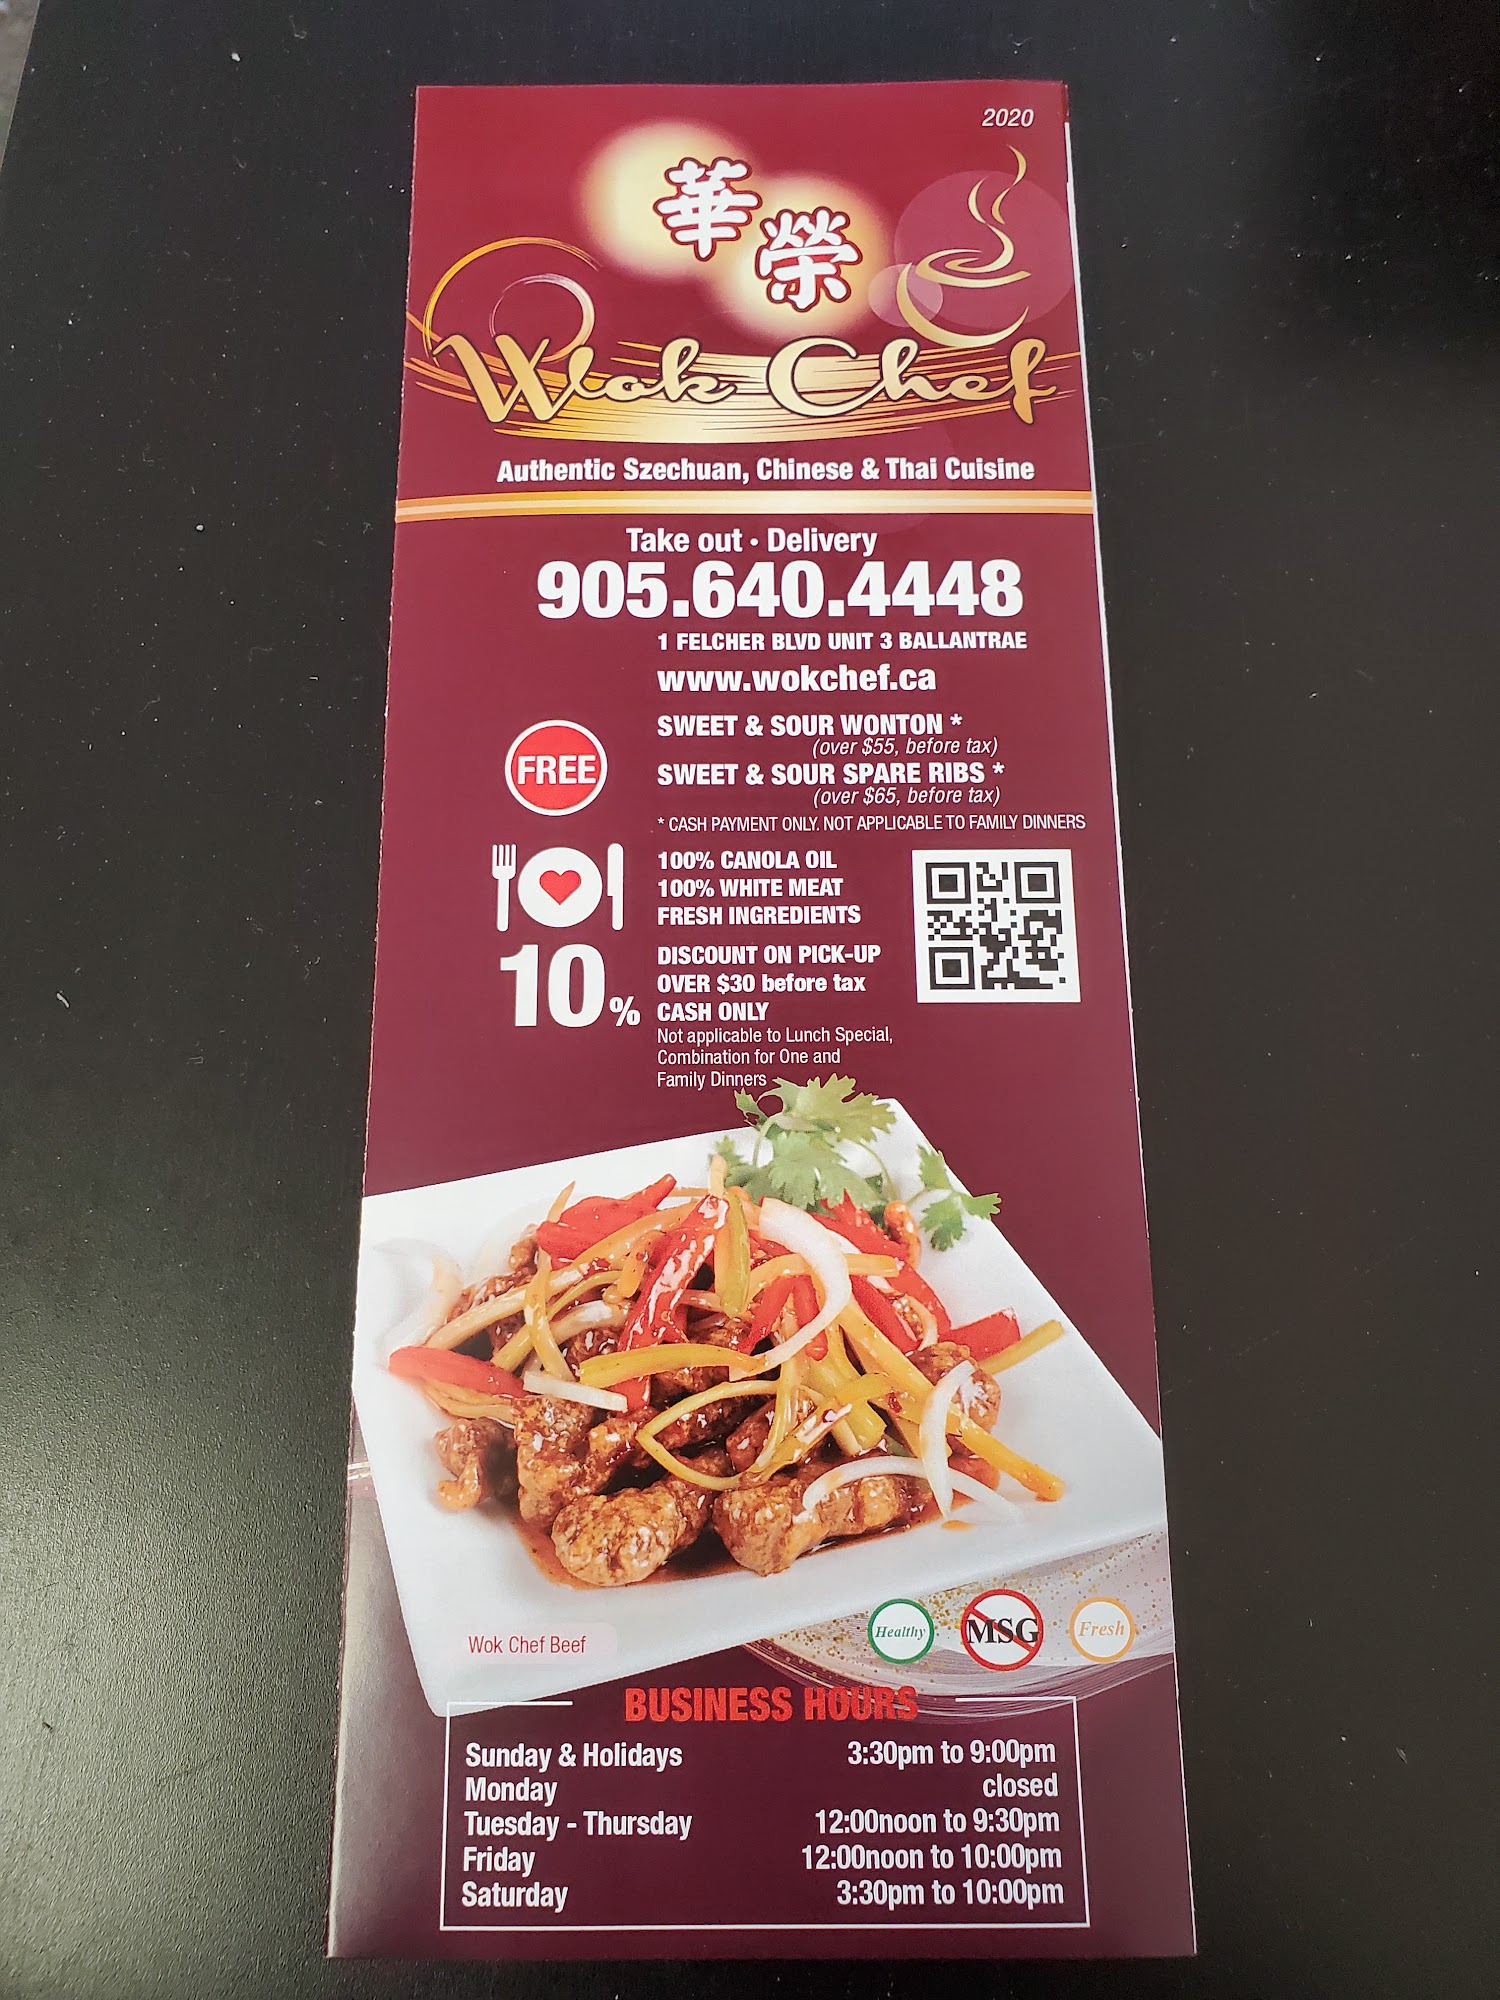 2020
華
榮
Wok Chef
Authentic Szechuan, Chinese & Thai Cuisine
Take out • Delivery
905.640.4448
1 FELCHER BLVD UNIT 3 BALLANTRAE
www.wokchef.ca
FREE
SWEET & SOUR WONTON *
(over $55, before tax)
SWEET & SOUR SPARE RIBS *
(over $65, before tax)
* CASH PAYMENT ONLY. NOT APPLICABLE TO FAMILY DINNERS
100% CANOLA OIL
100% WHITE MEAT
FRESH INGREDIENTS
10%
DISCOUNT ON PICK-UP
OVER $30 before tax
CASH ONLY
Not applicable to Lunch Special,
Combination for One and
Family Dinners
Wok Chef Beef
Healthy
MSG
Fresh
BUSINESS HOURS
Sunday & Holidays 3:30pm to 9:00pm
Monday closed
Tuesday - Thursday 12:00noon to 9:30pm
Friday 12:00noon to 10:00pm
Saturday 3:30pm to 10:00pm